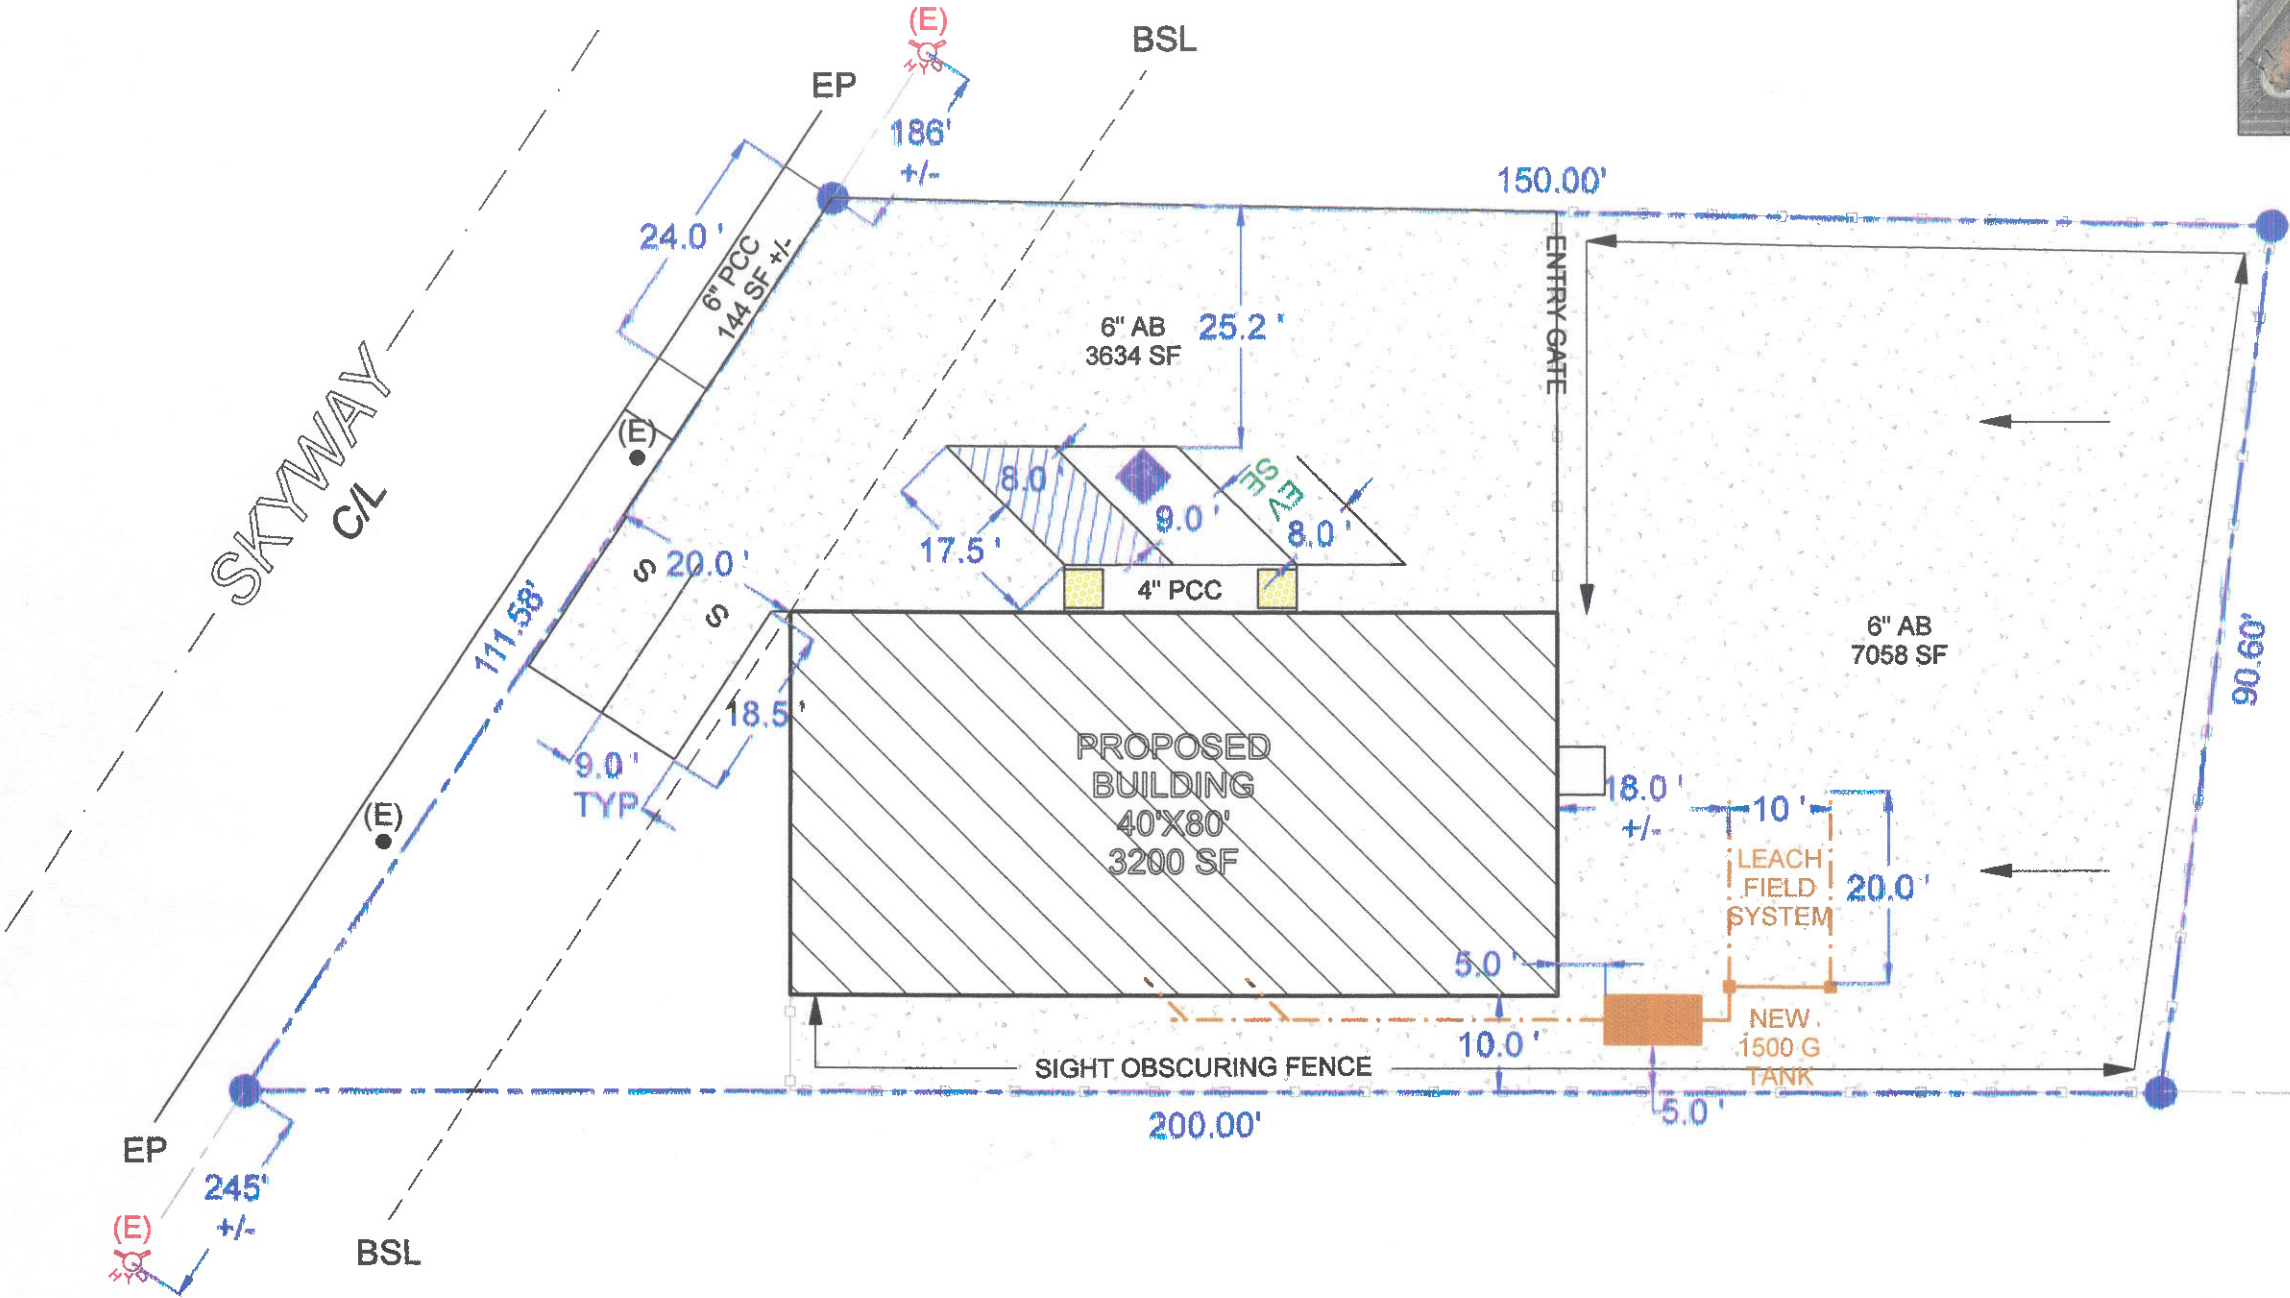 (E)
HYD
BSL
EP
186'
+/-
150.00'
24.0 '
6" PCC
144 SF +/-
ENTRY GATE
6" AB
3634 SF
25.2 '
SKYWAY
C/L
(E)
8.0
9.0 '
EV
SE
8.0 '
17.5 '
S
20.0 '
S
4" PCC
111.58'
6" AB
7058 SF
90.60'
18.5 '
9.0 '
TYP
PROPOSED
BUILDING
40'X80'
3200 SF
18.0 '
+/-
10 '
(E)
LEACH
FIELD
SYSTEM
20.0 '
5.0 '
10.0 '
NEW
1500 G
TANK
SIGHT OBSCURING FENCE
5.0 '
200.00'
EP
245'
+/-
(E)
HYD
BSL